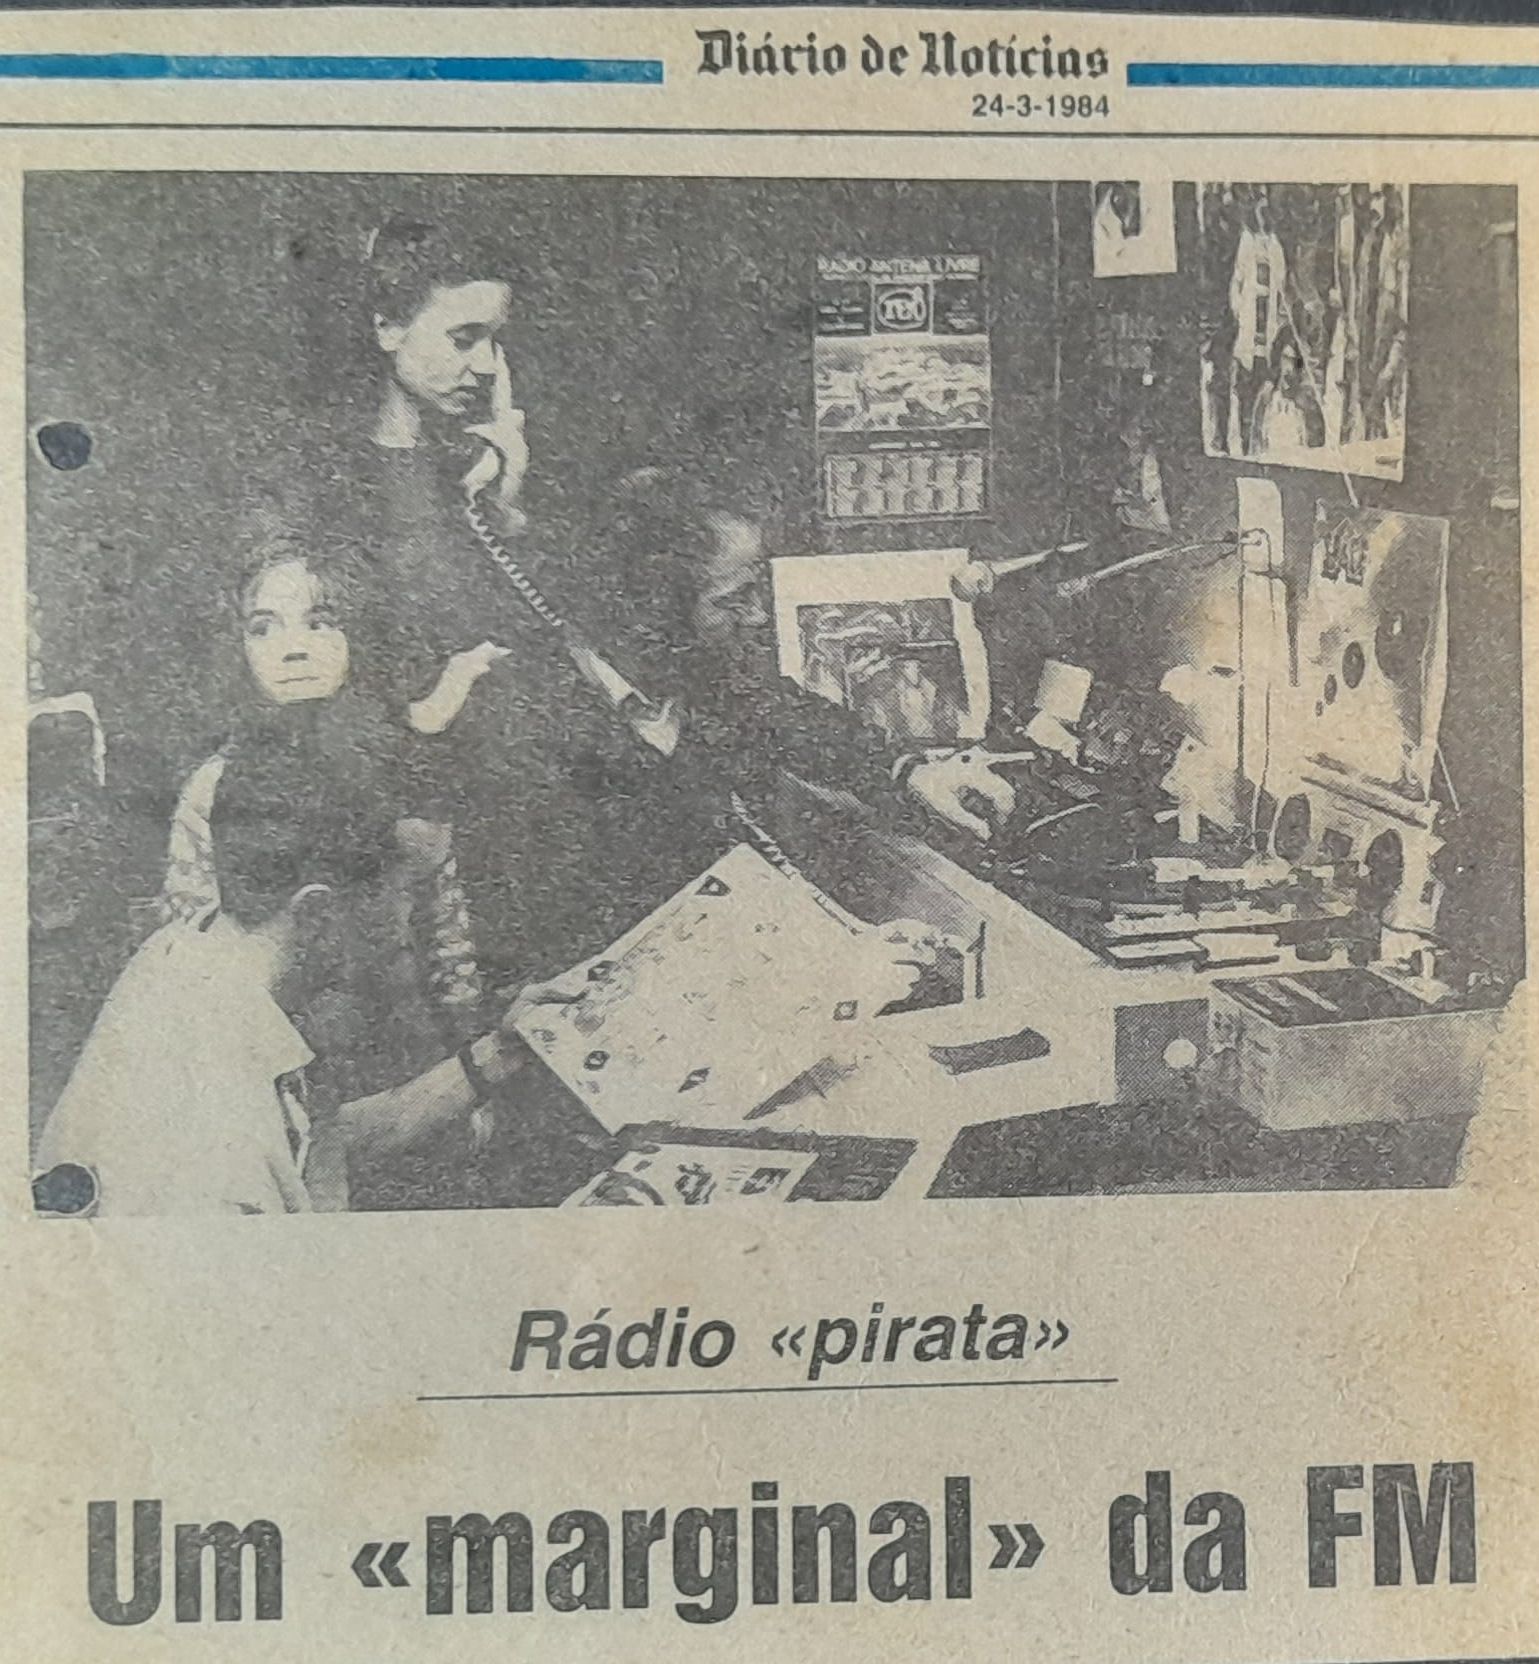 Diário de Notícias
24-3-1984
RÁDIO ANTENA LIVRE
Rádio «pirata»
Um «marginal» da FM